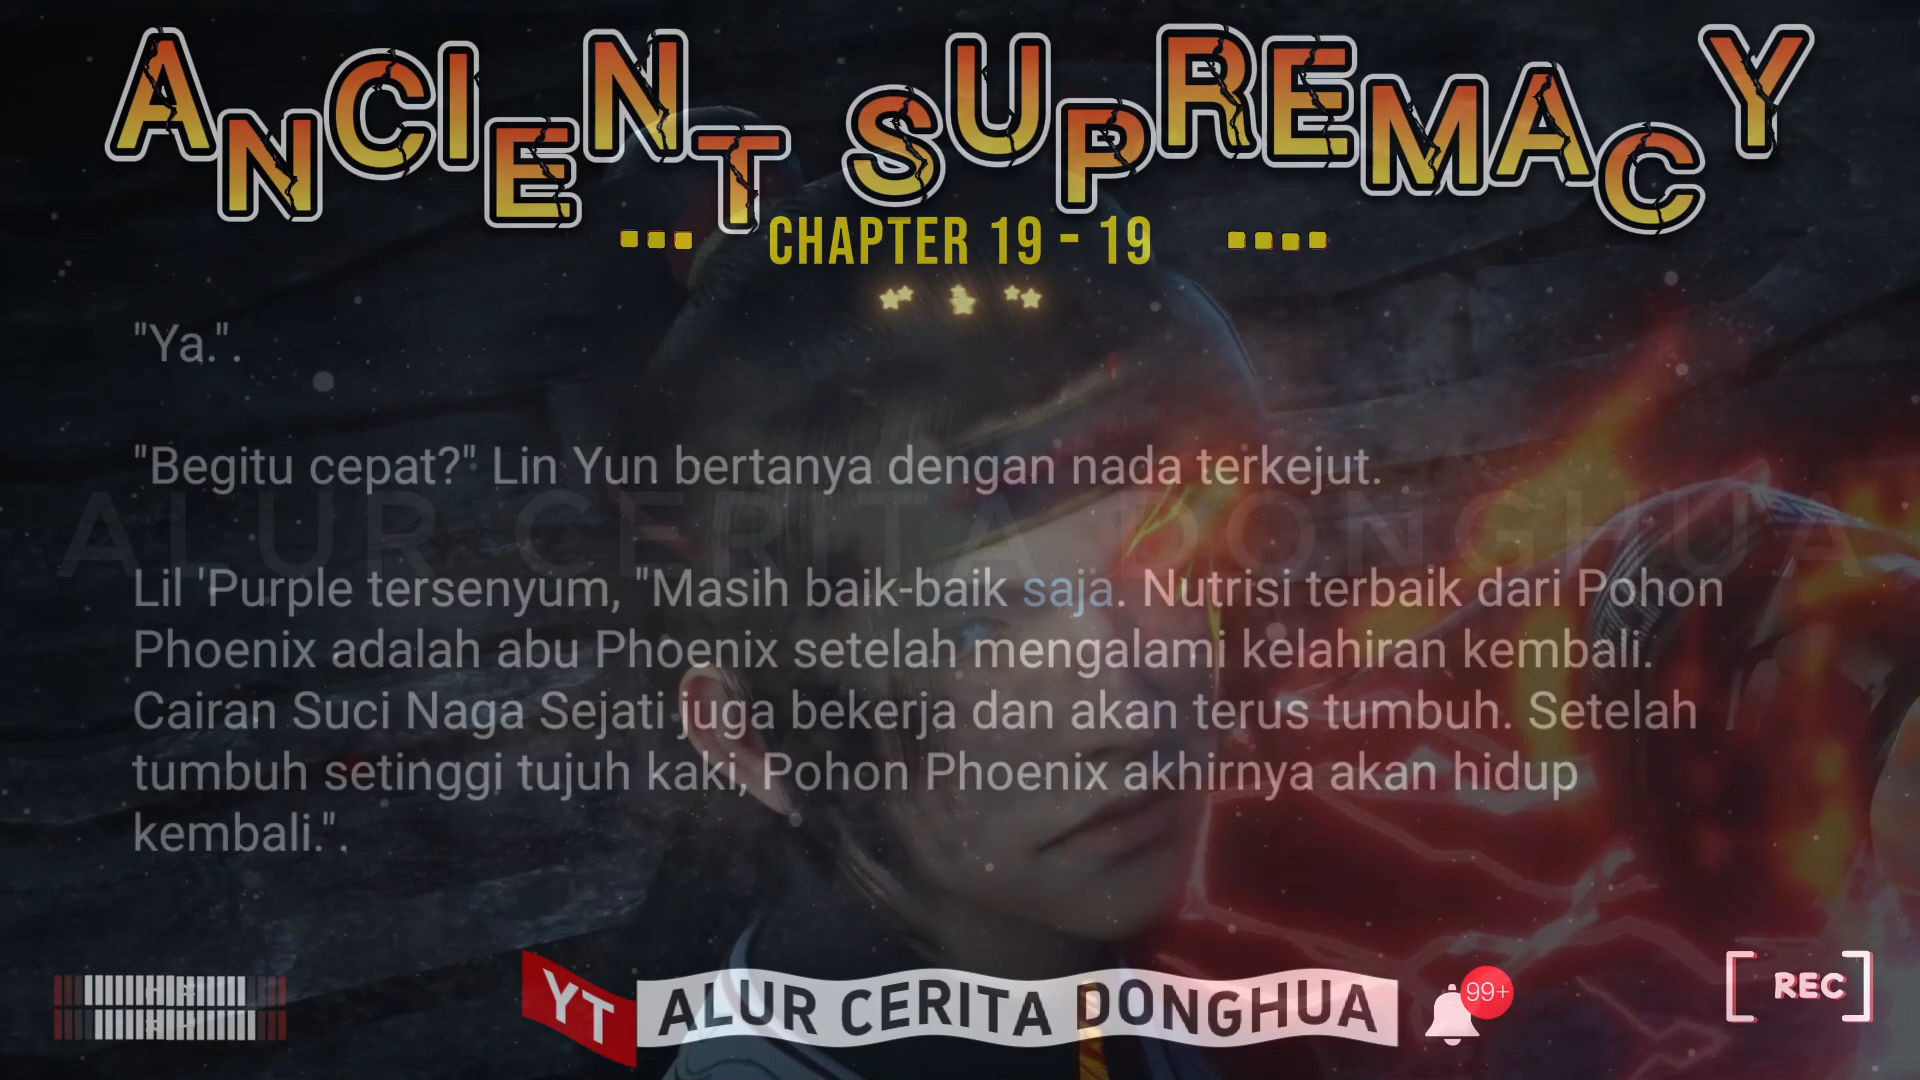 ANCIENT SUPREMACY
CHAPTER 19 - 19
"Ya.".
"Begitu cepat?" Lin Yun bertanya dengan nada terkejut.
ALUR CERITA DONGHUA
Lil 'Purple tersenyum, "Masih baik-baik saja. Nutrisi terbaik dari Pohon
Phoenix adalah abu Phoenix setelah mengalami kelahiran kembali.
Cairan Suci Naga Sejati juga bekerja dan akan terus tumbuh. Setelah
tumbuh setinggi tujuh kaki, Pohon Phoenix akhirnya akan hidup
kembali.".
YT ALUR CERITA DONGHUA
99+
REC